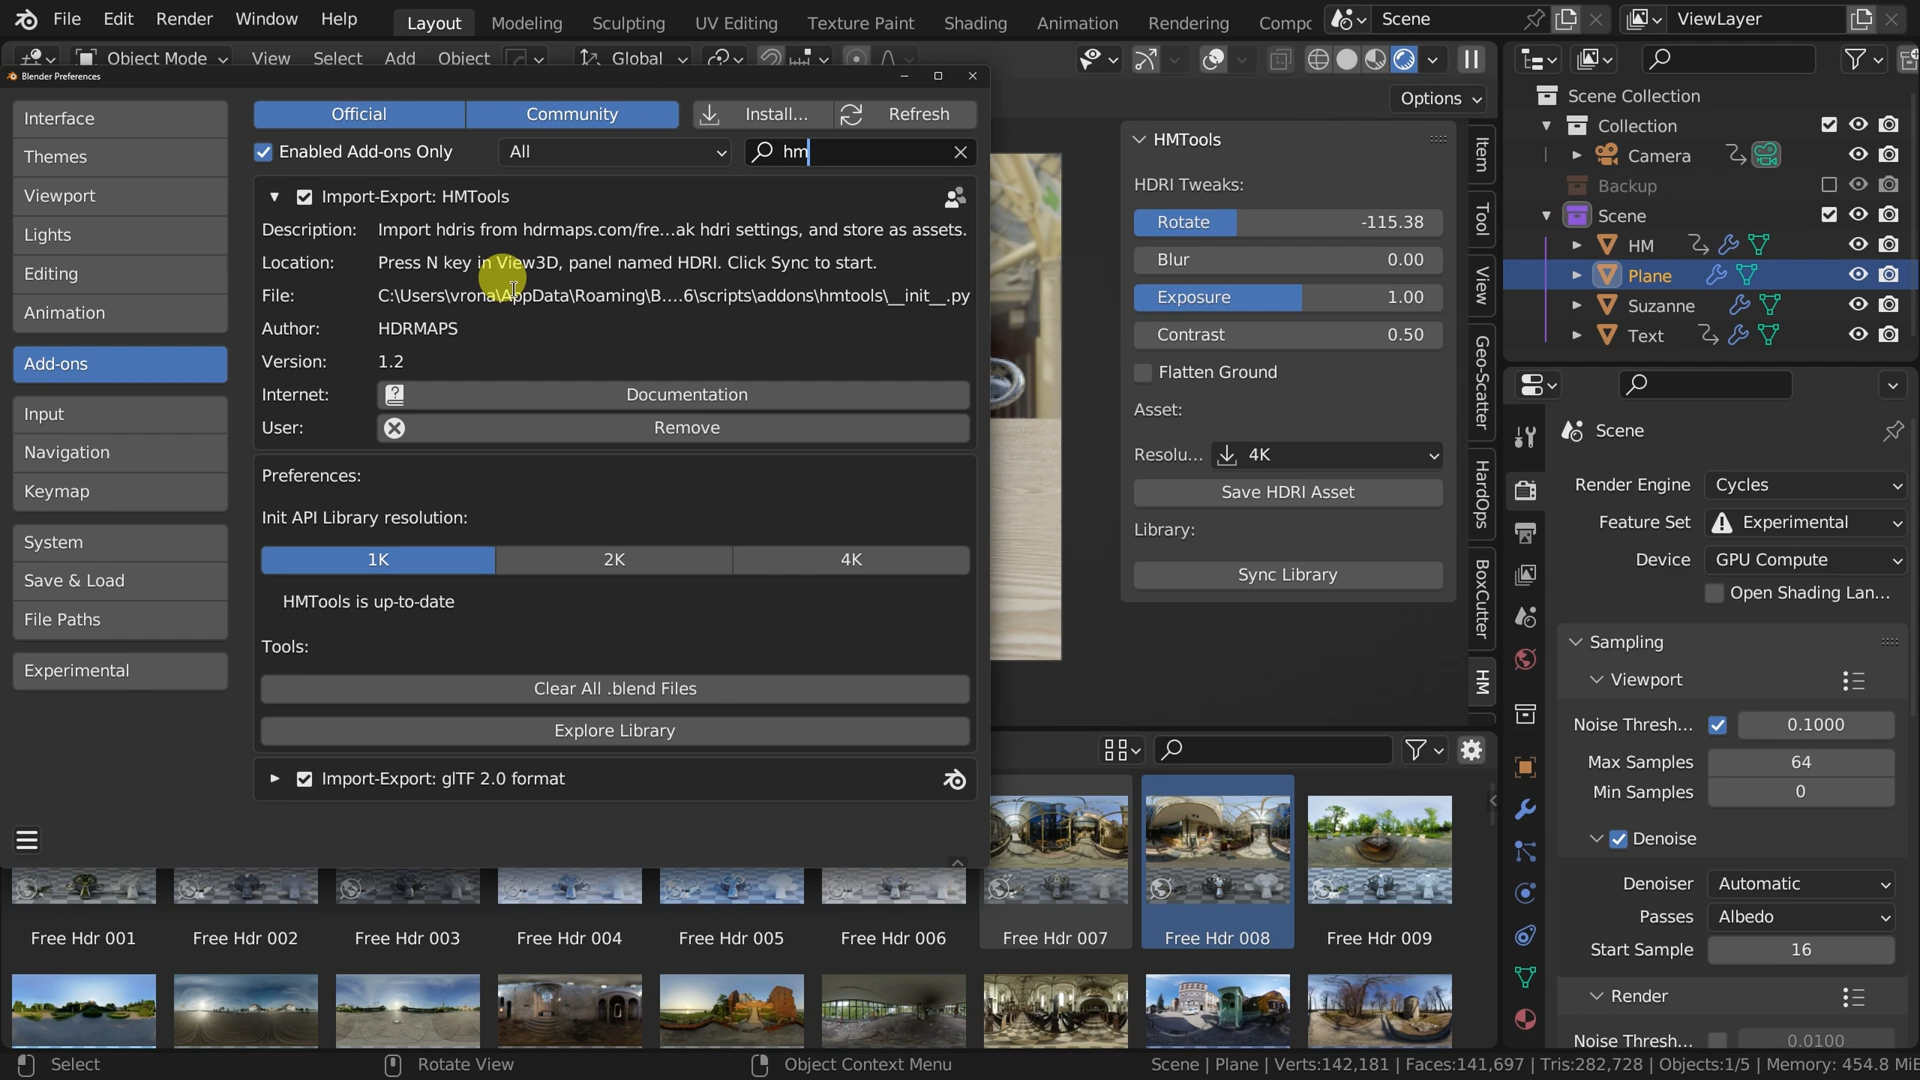 File Edit Render Window Help Layout Modeling Sculpting UV Editing Texture Paint Shading Animation Rendering Scene ViewLayer
Object Mode View Select Add Object Global
Blender Preferences
Options
Interface
Themes
Viewport
Lights
Editing
Animation
Add-ons
Input
Navigation
Keymap
System
Save & Load
File Paths
Experimental
Official Community Install... Refresh
Enabled Add-ons Only All hm
Import-Export: HMTools
Description: Import hdris from hdrmaps.com/fre...ak hdri settings, and store as assets.
Location: Press N key in View3D, panel named HDRI. Click Sync to start.
File: C:\Users\vrona\AppData\Roaming\B....6\scripts\addons\hmtools\__init__.py
Author: HDRMAPS
Version: 1.2
Internet: Documentation
User: Remove
Preferences:
Init API Library resolution:
1K 2K 4K
HMTools is up-to-date
Tools:
Clear All .blend Files
Explore Library
Import-Export: glTF 2.0 format
HMTools
HDRI Tweaks:
Rotate -115.38
Blur 0.00
Exposure 1.00
Contrast 0.50
Flatten Ground
Asset:
Resolu... 4K
Save HDRI Asset
Library:
Sync Library
Item
Tool
View
Geo-Scatter
HardOps
BoxCutter
HM
Scene Collection
Collection
Camera
Backup
Scene
HM
Plane
Suzanne
Text
Scene
Render Engine Cycles
Feature Set Experimental
Device GPU Compute
Open Shading Lan...
Sampling
Viewport
Noise Thresh... 0.1000
Max Samples 64
Min Samples 0
Denoise
Denoiser Automatic
Passes Albedo
Start Sample 16
Render
Noise Thresh... 0.0100
Free Hdr 001 Free Hdr 002 Free Hdr 003 Free Hdr 004 Free Hdr 005 Free Hdr 006 Free Hdr 007 Free Hdr 008 Free Hdr 009
Select Rotate View Object Context Menu Scene | Plane | Verts:142,181 | Faces:141,697 | Tris:282,728 | Objects:1/5 | Memory: 454.8